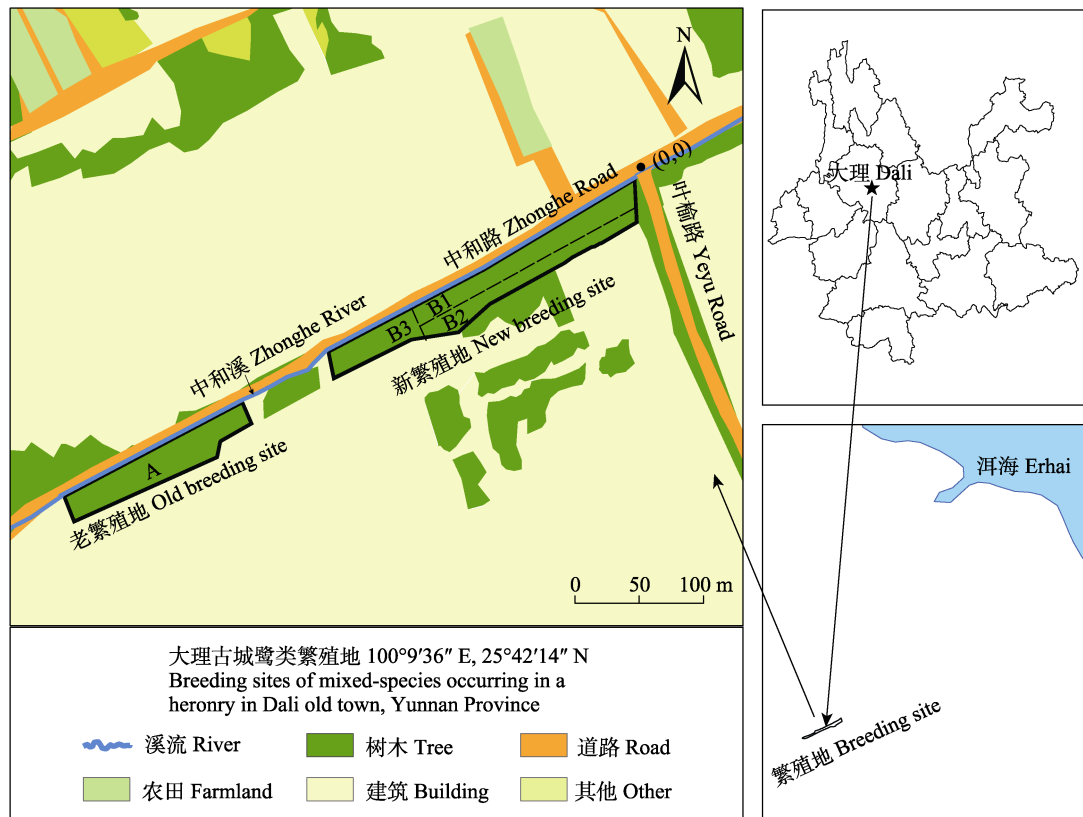 N
(0,0)
中和路 Zhonghe Road
叶榆路 Yeyu Road
中和溪 Zhonghe River
B1
B2
B3
新繁殖地 New breeding site
A
老繁殖地 Old breeding site
0 50 100 m
大理古城鹭类繁殖地 100°9′36″ E, 25°42′14″ N
Breeding sites of mixed-species occurring in a
heronry in Dali old town, Yunnan Province
溪流 River
树木 Tree
道路 Road
农田 Farmland
建筑 Building
其他 Other
大理 Dali
洱海 Erhai
繁殖地 Breeding site